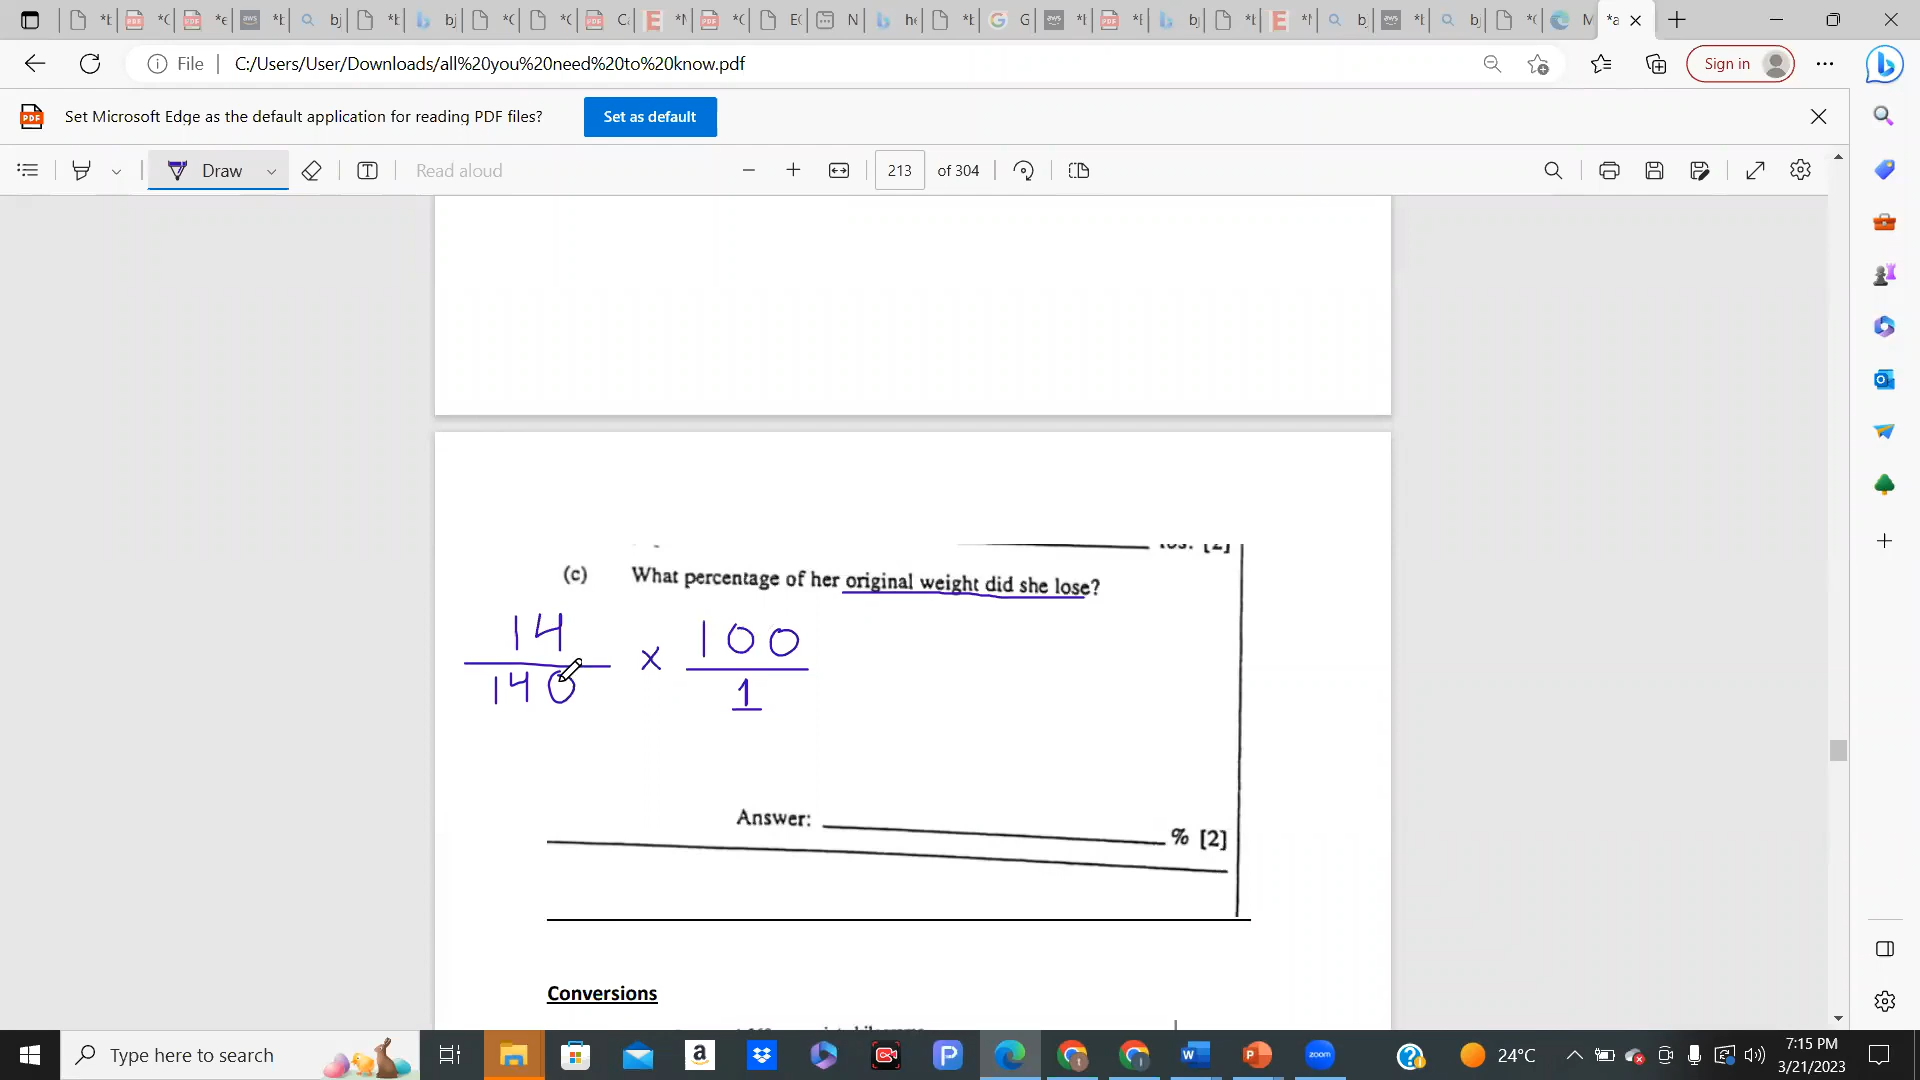 File
C:/Users/User/Downloads/all%20you%20need%20to%20know.pdf
Sign in
Set Microsoft Edge as the default application for reading PDF files?
Set as default
Draw
Read aloud
213
of 304
(c) What percentage of her original weight did she lose?
14
140
x
100
1
Answer: % [2]
Conversions
Type here to search
24°C
7:15 PM
3/21/2023